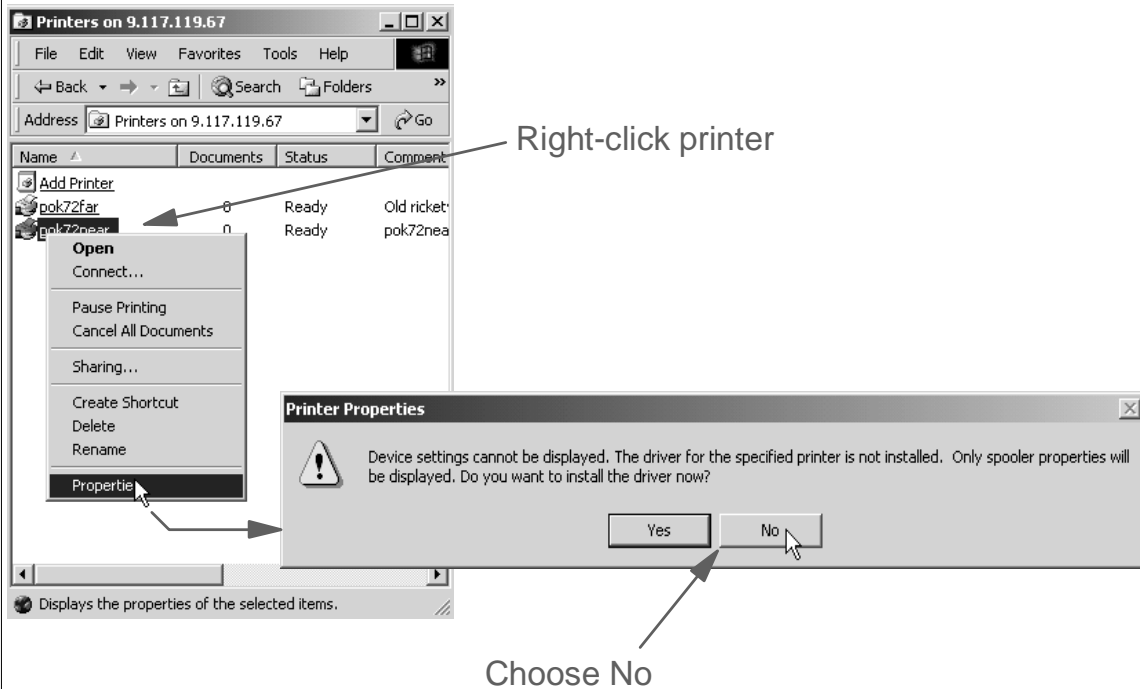 Printers on 9.117.119.67
File Edit View Favorites Tools Help
Back Search Folders »
Address Printers on 9.117.119.67 Go
Right-click printer
Name Documents Status Comment
Add Printer
pok72far 0 Ready Old ricket
pok72near 0 Ready pok72nea
Open
Connect...
Pause Printing
Cancel All Documents
Sharing...
Create Shortcut
Delete
Rename
Properties
Printer Properties
Device settings cannot be displayed. The driver for the specified printer is not installed. Only spooler properties will
be displayed. Do you want to install the driver now?
Yes No
Displays the properties of the selected items.
Choose No